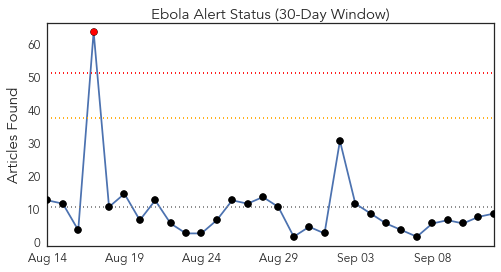 Ebola Alert Status (30-Day Window)
Articles Found
60
50
40
30
20
10
0
Aug 14 Aug 19 Aug 24 Aug 29 Sep 03 Sep 08